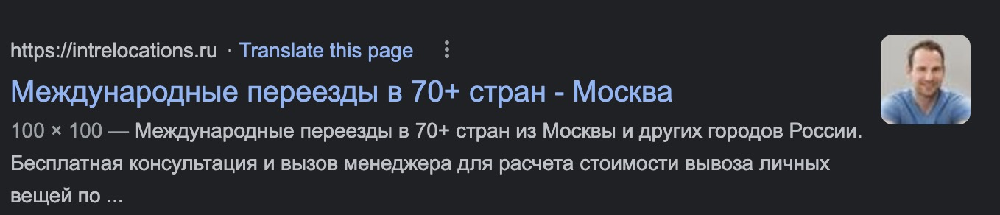 https://intrelocations.ru · Translate this page
Международные переезды в 70+ стран - Москва
100 × 100 — Международные переезды в 70+ стран из Москвы и других городов России.
Бесплатная консультация и вызов менеджера для расчета стоимости вывоза личных
вещей по ...